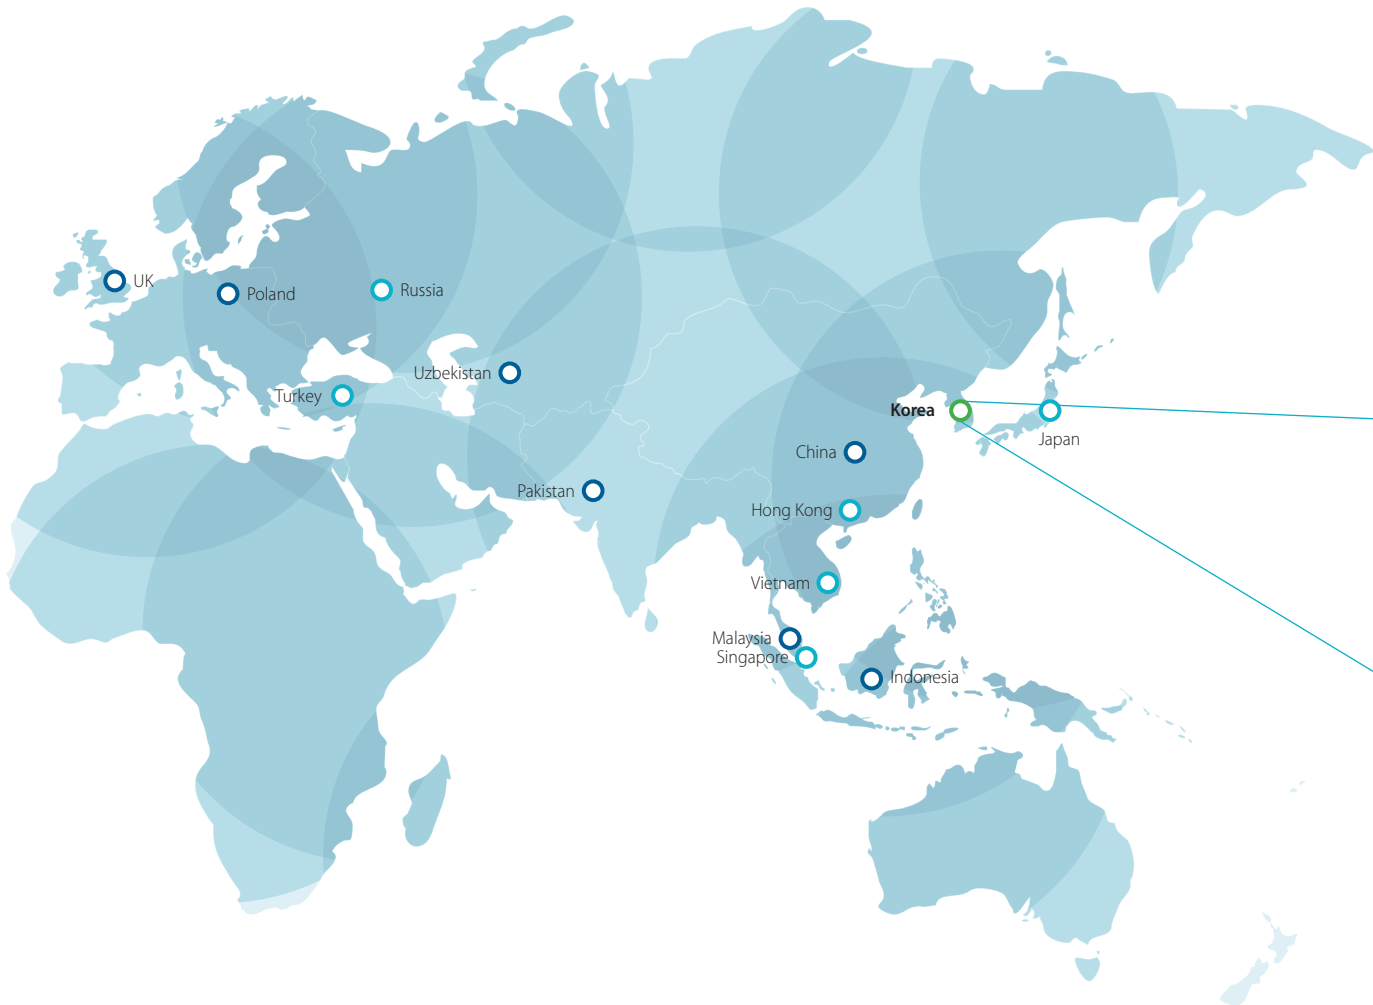 UK
Poland
Russia
Uzbekistan
Turkey
Korea
Japan
China
Pakistan
Hong Kong
Vietnam
Malaysia
Singapore
Indonesia